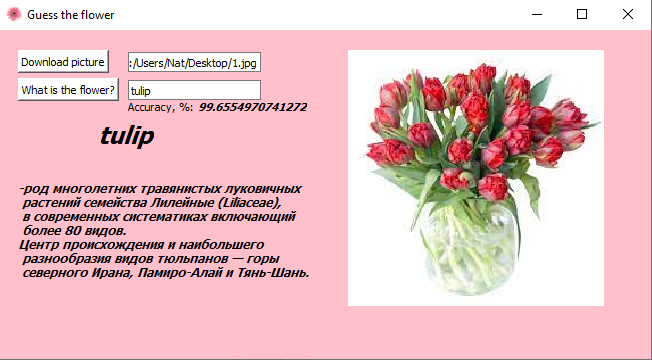 Guess the flower
Download picture
:/Users/Nat/Desktop/1.jpg
What is the flower?
tulip
Accuracy, %: 99.6554970741272
tulip
-род многолетних травянистых луковичных
растений семейства Лилейные (Liliaceae),
в современных систематиках включающий
более 80 видов.
Центр происхождения и наибольшего
разнообразия видов тюльпанов — горы
северного Ирана, Памиро-Алай и Тянь-Шань.